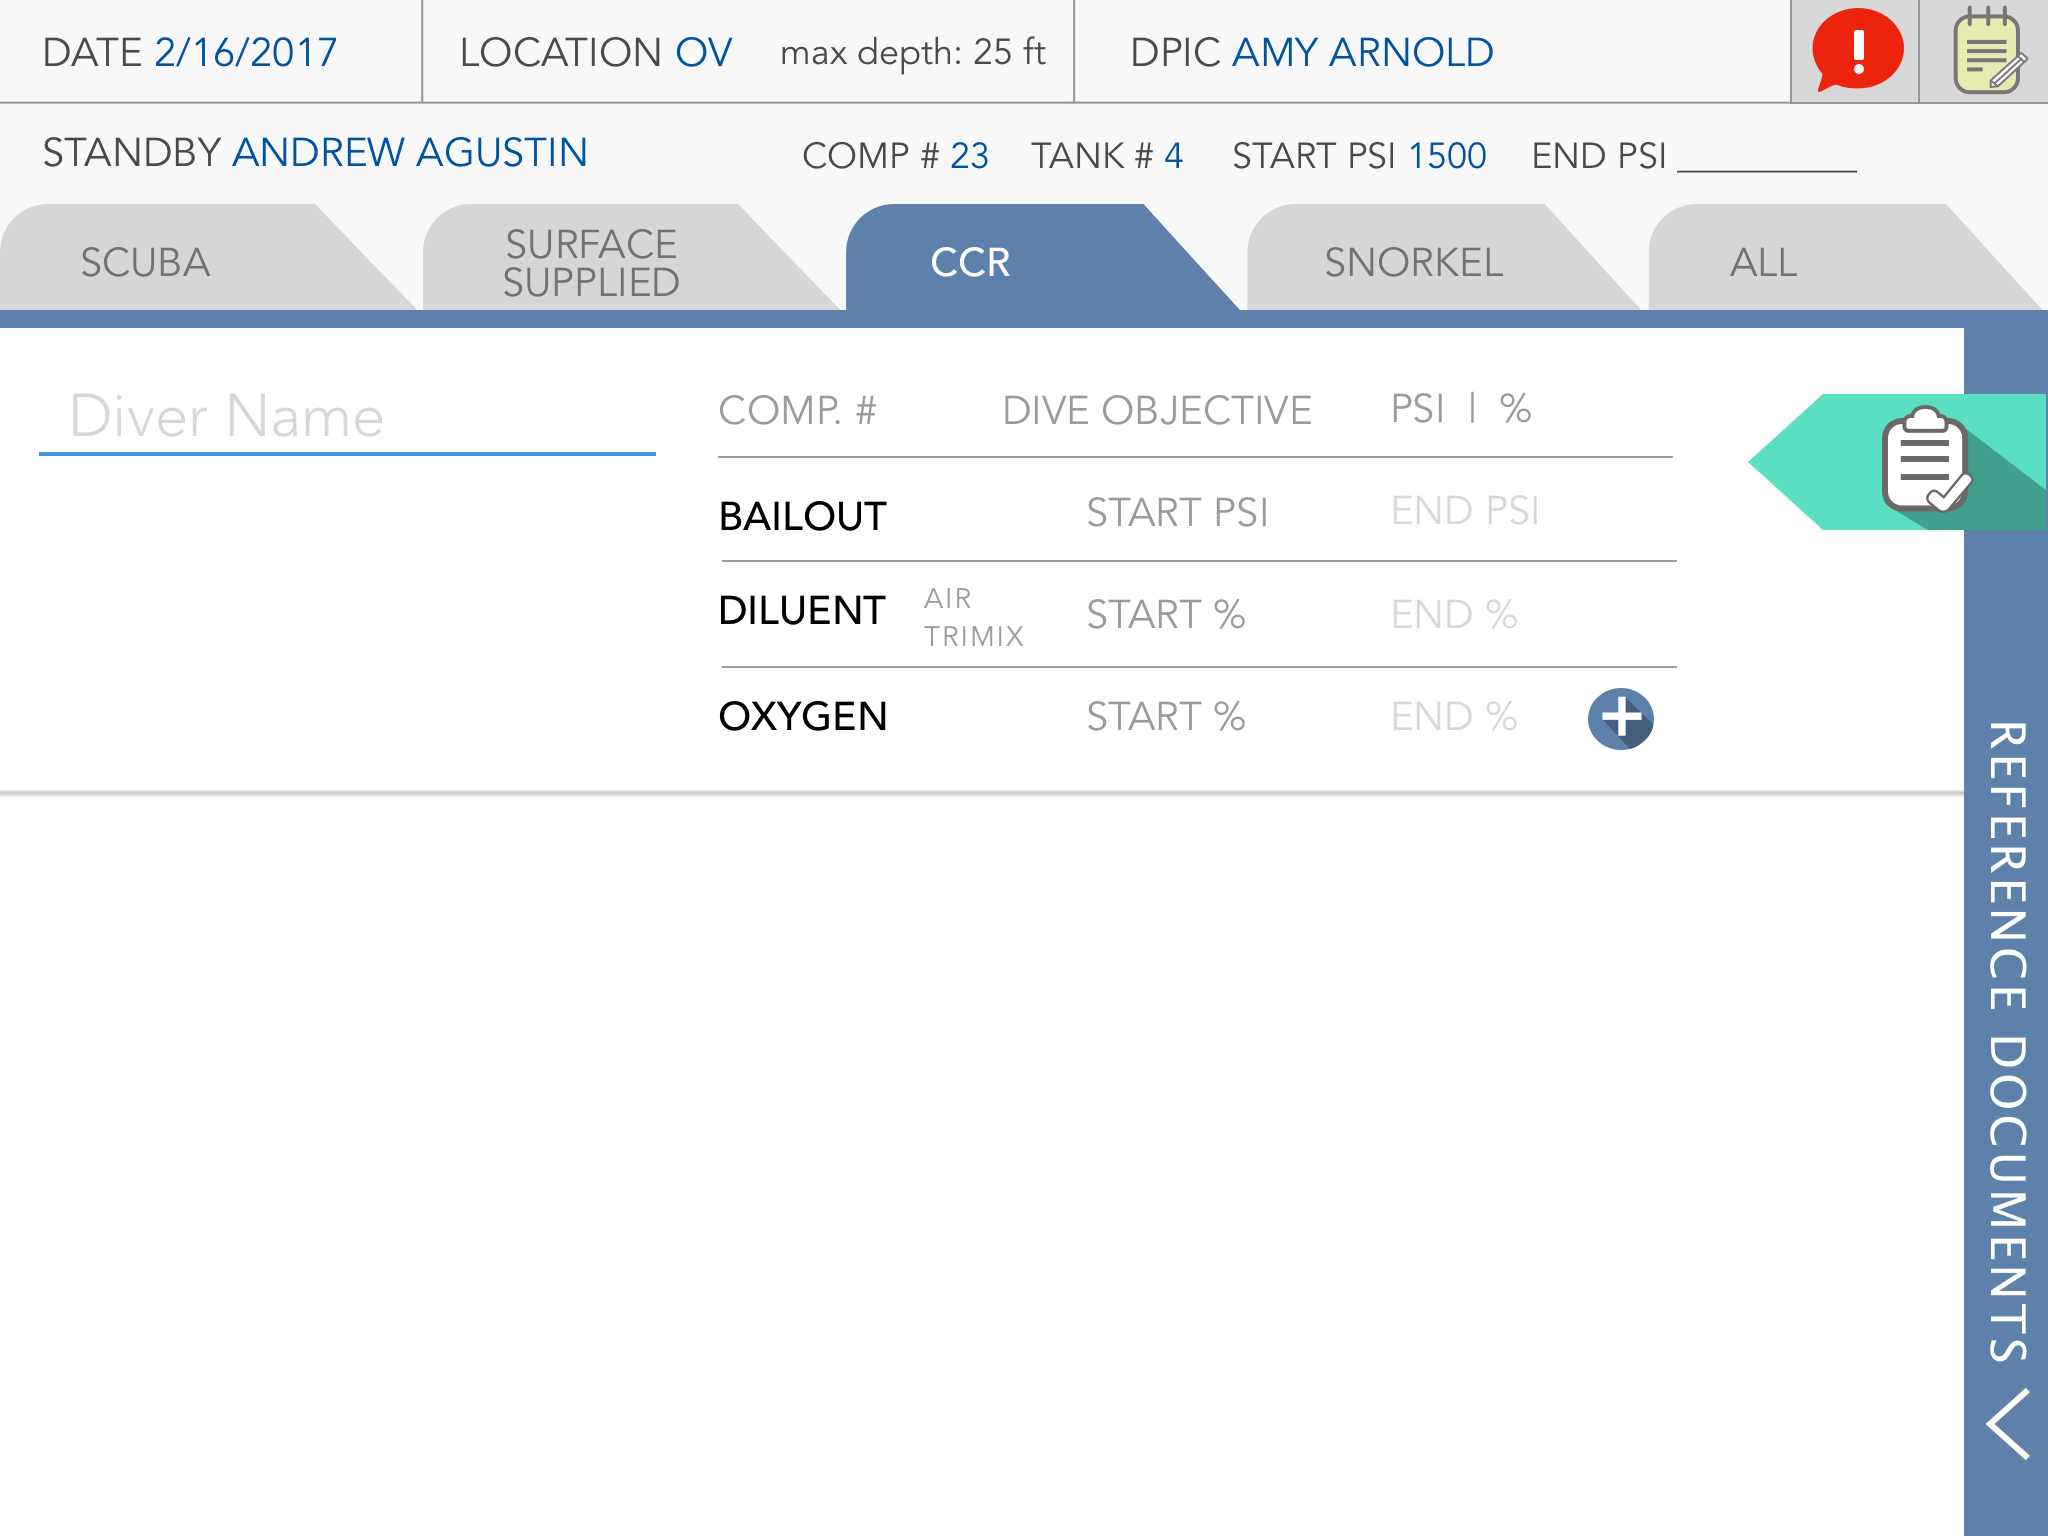 DATE 2/16/2017
LOCATION OV max depth: 25 ft
DPIC AMY ARNOLD
!
STANDBY ANDREW AGUSTIN
COMP # 23 TANK # 4 START PSI 1500 END PSI
SCUBA
SURFACE
SUPPLIED
CCR
SNORKEL
ALL
Diver Name
COMP. # DIVE OBJECTIVE PSI | %
BAILOUT START PSI END PSI
DILUENT AIR
TRIMIX START % END %
OXYGEN START % END %
REFERENCE DOCUMENTS